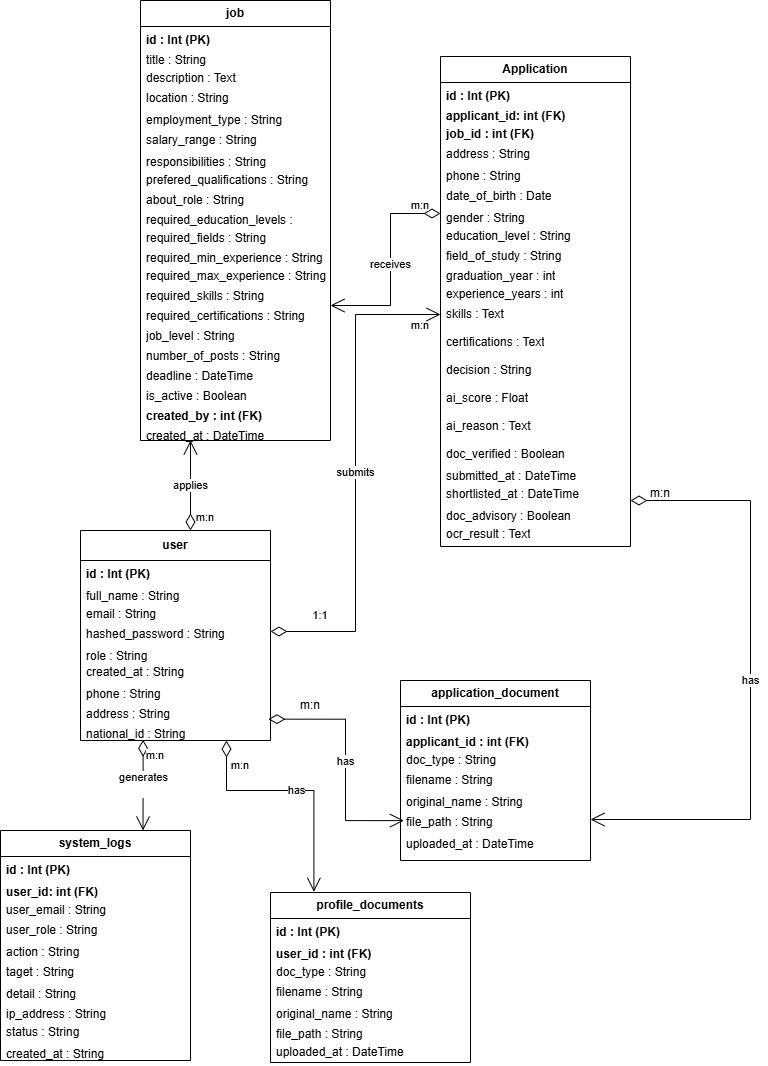 job
id : Int (PK)
title : String
description : Text
location : String
employment_type : String
salary_range : String
responsibilities : String
prefered_qualifications : String
about_role : String
required_education_levels :
required_fields : String
required_min_experience : String
required_max_experience : String
required_skills : String
required_certifications : String
job_level : String
number_of_posts : String
deadline : DateTime
is_active : Boolean
created_by : int (FK)
created_at : DateTime
Application
id : Int (PK)
applicant_id: int (FK)
job_id : int (FK)
address : String
phone : String
date_of_birth : Date
gender : String
education_level : String
field_of_study : String
graduation_year : int
experience_years : int
skills : Text
certifications : Text
decision : String
ai_score : Float
ai_reason : Text
doc_verified : Boolean
submitted_at : DateTime
shortlisted_at : DateTime
doc_advisory : Boolean
ocr_result : Text
m:n
receives
m:n
submits
applies
m:n
1:1
m:n
has
user
id : Int (PK)
full_name : String
email : String
hashed_password : String
role : String
created_at : String
phone : String
address : String
national_id : String
m:n
has
m:n
generates
m:n
has
application_document
id : Int (PK)
applicant_id : int (FK)
doc_type : String
filename : String
original_name : String
file_path : String
uploaded_at : DateTime
system_logs
id : Int (PK)
user_id: int (FK)
user_email : String
user_role : String
action : String
taget : String
detail : String
ip_address : String
status : String
created_at : String
profile_documents
id : Int (PK)
user_id : int (FK)
doc_type : String
filename : String
original_name : String
file_path : String
uploaded_at : DateTime